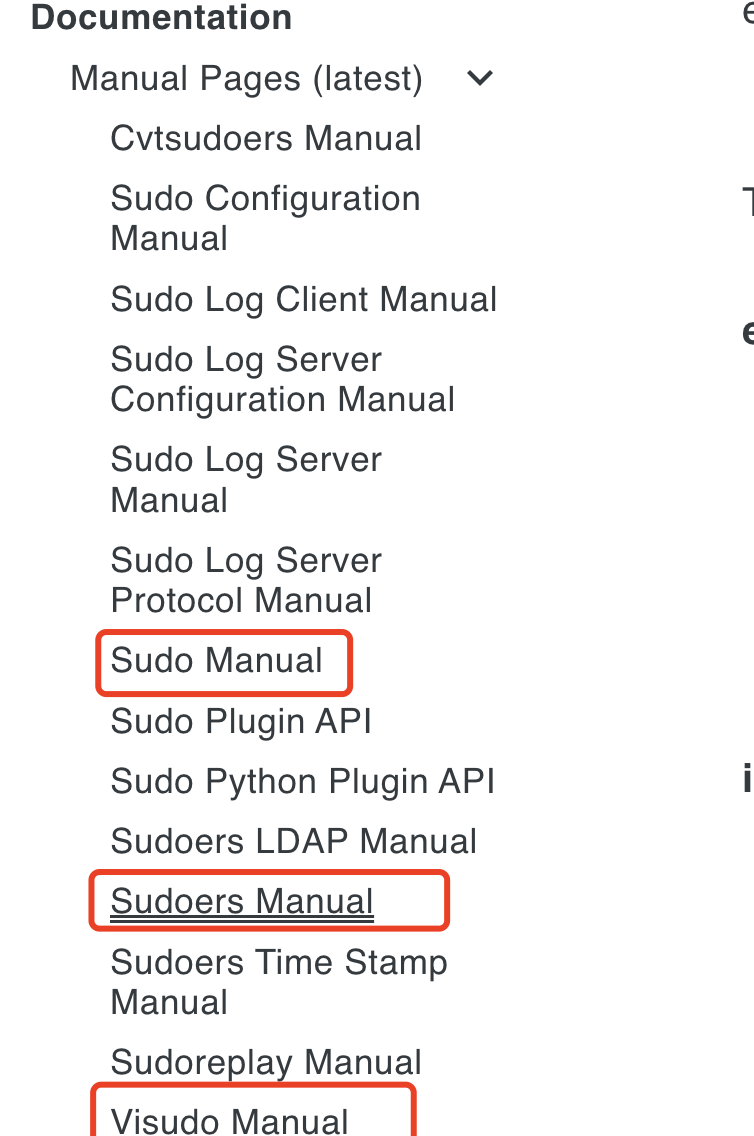 Documentation
Manual Pages (latest)
Cvtsudoers Manual
Sudo Configuration
Manual
Sudo Log Client Manual
Sudo Log Server
Configuration Manual
Sudo Log Server
Manual
Sudo Log Server
Protocol Manual
Sudo Manual
Sudo Plugin API
Sudo Python Plugin API
Sudoers LDAP Manual
Sudoers Manual
Sudoers Time Stamp
Manual
Sudoreplay Manual
Visudo Manual